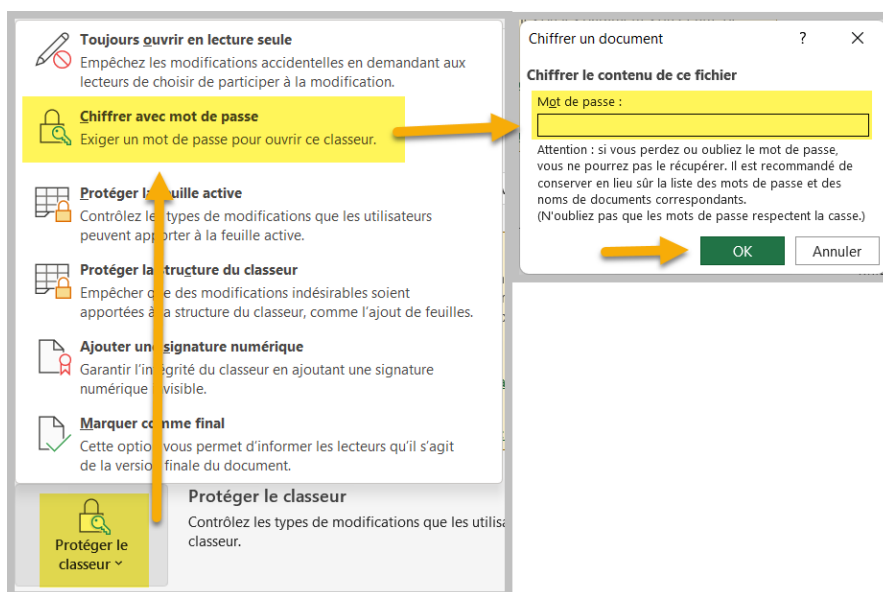 Toujours ouvrir en lecture seule
Empêchez les modifications accidentelles en demandant aux
lecteurs de choisir de participer à la modification.
Chiffrer avec mot de passe
Exiger un mot de passe pour ouvrir ce classeur.
Protéger la feuille active
Contrôlez les types de modifications que les utilisateurs
peuvent apporter à la feuille active.
Protéger la structure du classeur
Empêcher que des modifications indésirables soient
apportées à la structure du classeur, comme l'ajout de feuilles.
Ajouter une signature numérique
Garantir l'intégrité du classeur en ajoutant une signature
numérique invisible.
Marquer comme final
Cette option vous permet d'informer les lecteurs qu'il s'agit
de la version finale du document.
Protéger le
classeur
Protéger le classeur
Contrôlez les types de modifications que les utilisa
classeur.
Chiffrer un document
? X
Chiffrer le contenu de ce fichier
Mot de passe :
Attention : si vous perdez ou oubliez le mot de passe,
vous ne pourrez pas le récupérer. Il est recommandé de
conserver en lieu sûr la liste des mots de passe et des
noms de documents correspondants.
(N'oubliez pas que les mots de passe respectent la casse.)
OK
Annuler